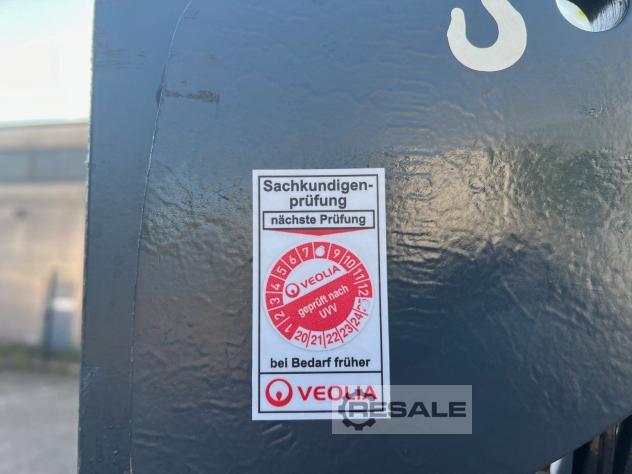 Sachkundigen-
prüfung
nächste Prüfung
1 2 3 4 5 6 7 9 10 11 12
VEOLIA
geprüft nach
UVV
20 21 22 23 24
bei Bedarf früher
VEOLIA
RESALE